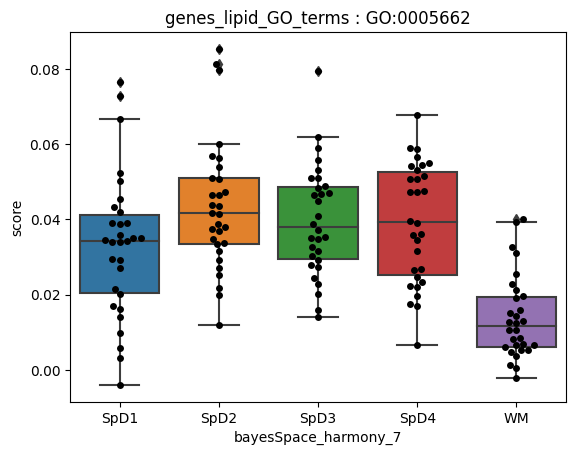 genes_lipid_GO_terms : GO:0005662
0.08
0.06
0.04
0.02
0.00
score
SpD1 SpD2 SpD3 SpD4 WM
bayesSpace_harmony_7